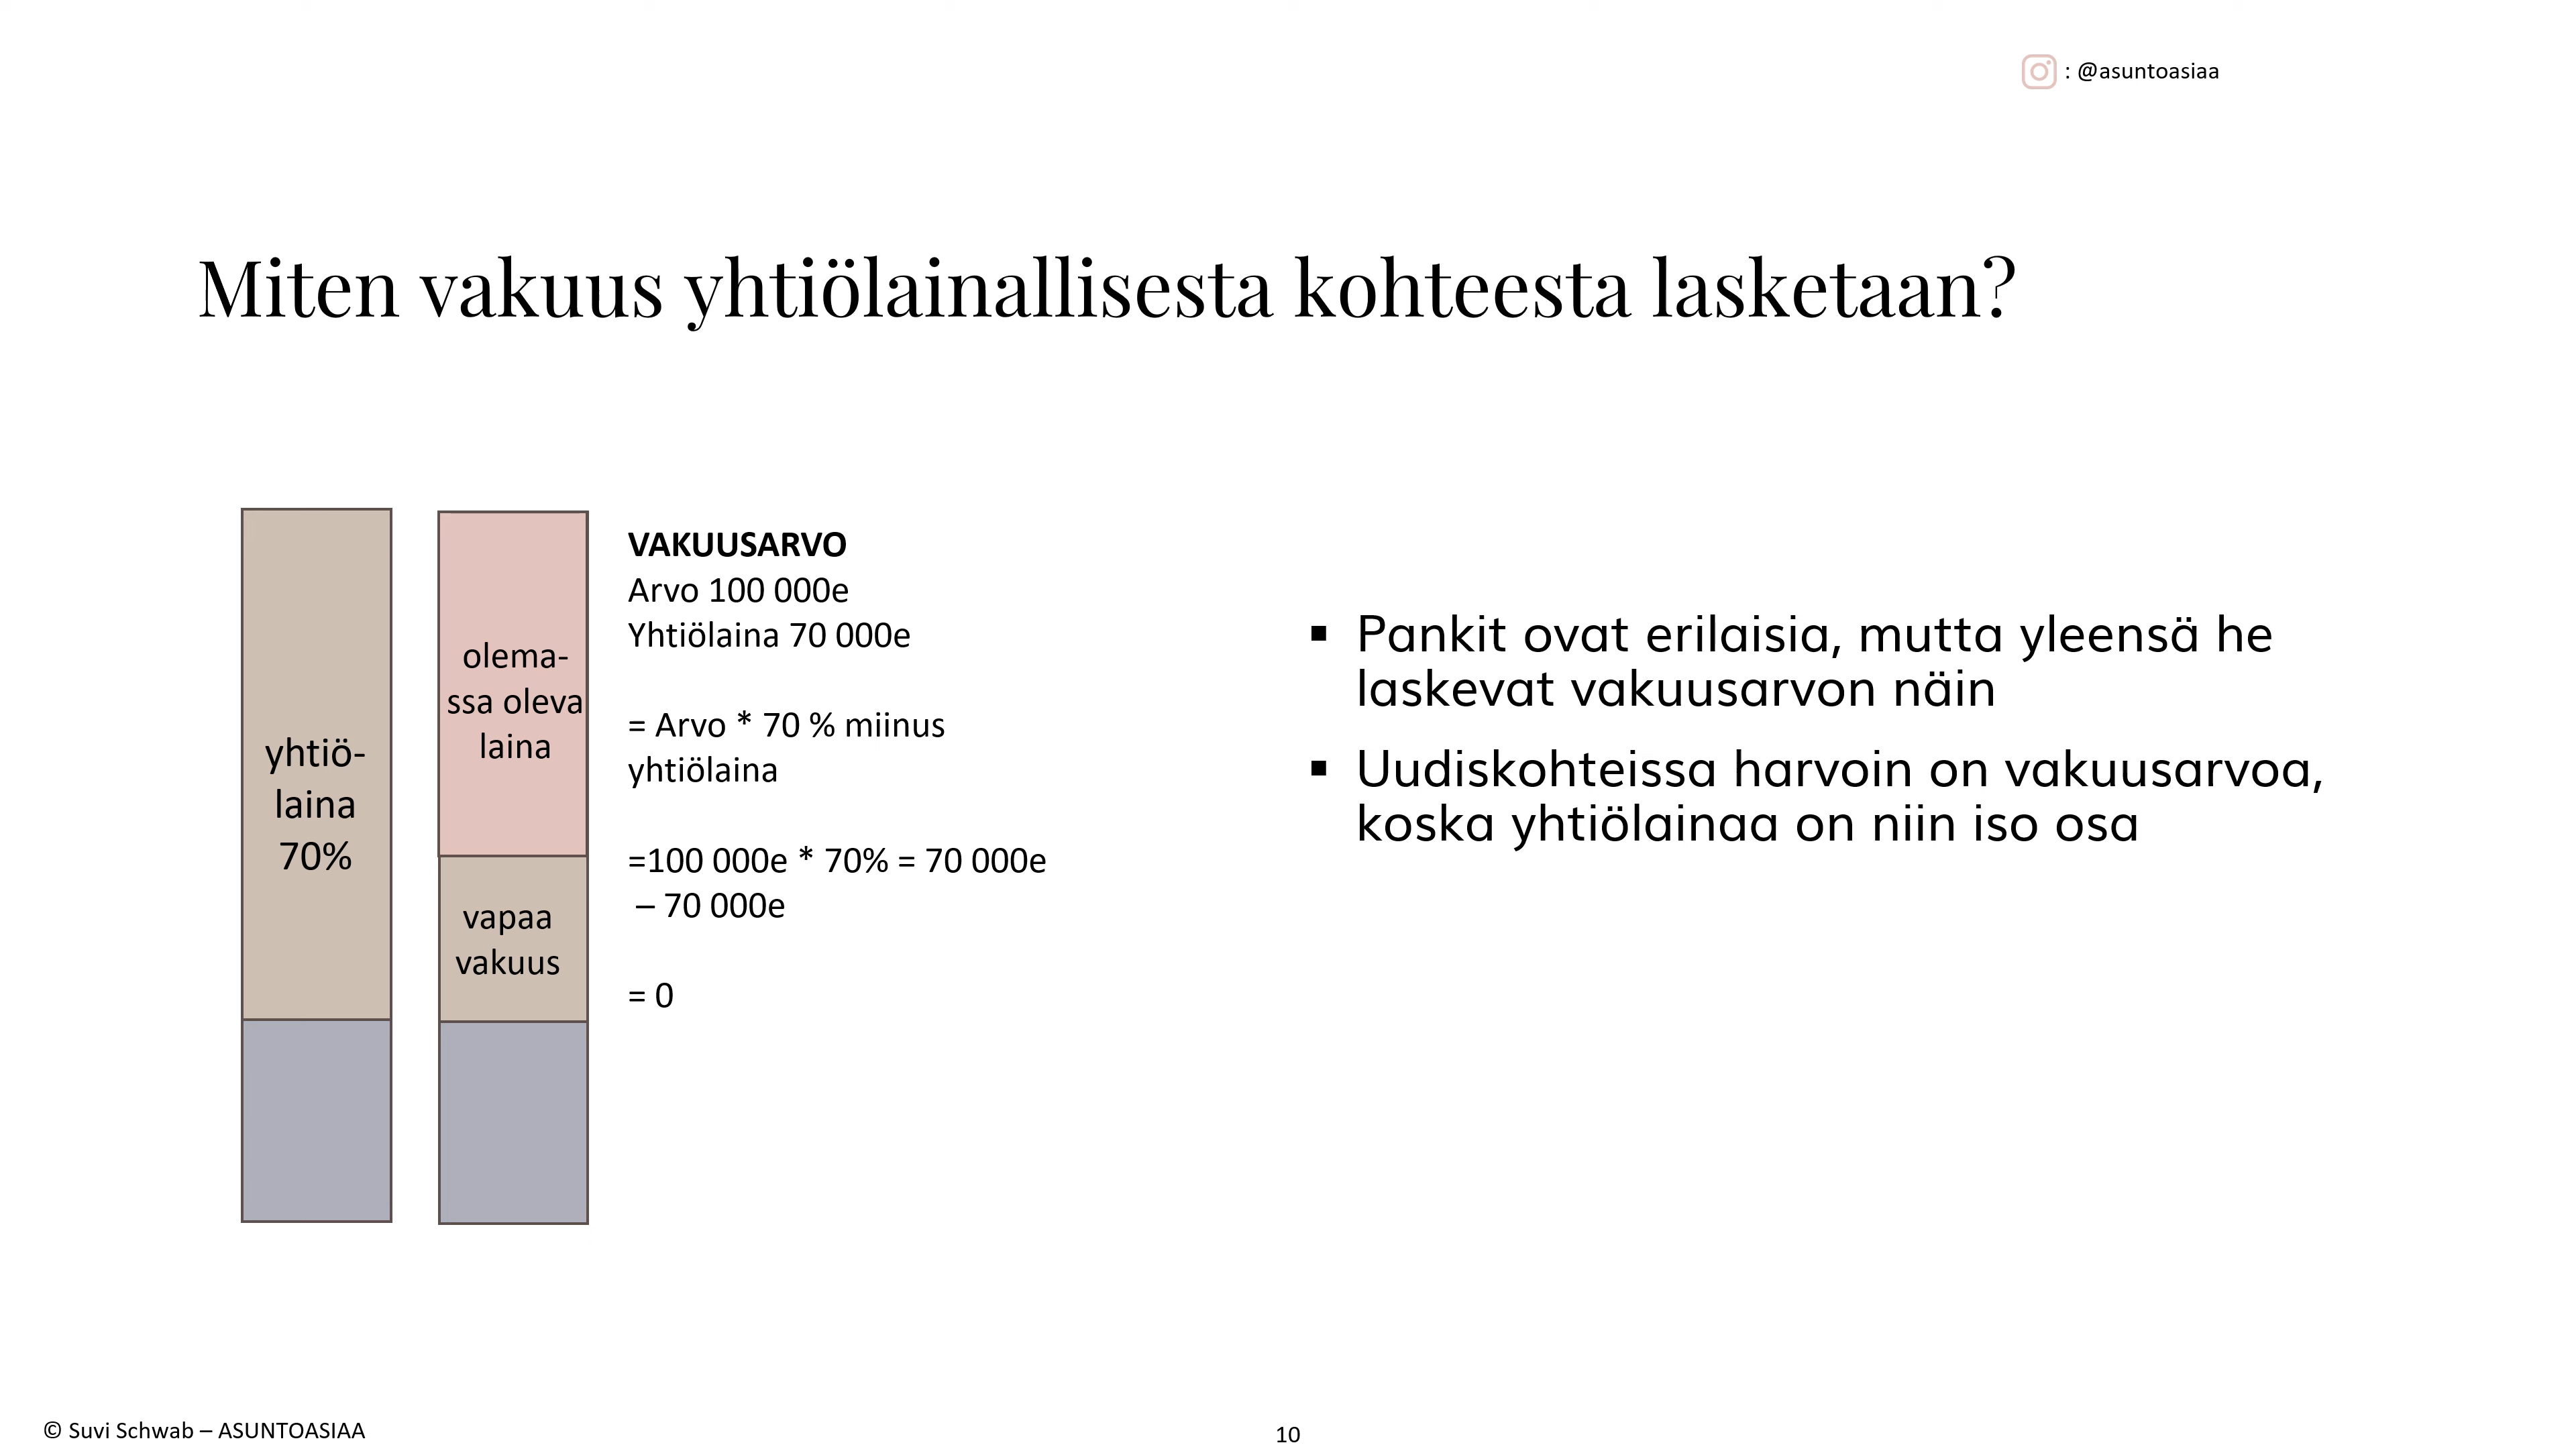 : @asuntoasiaa
Miten vakuus yhtiölainallisesta kohteesta lasketaan?
yhtiö-
laina
70%
olema-
ssa oleva
laina
vapaa
vakuus
VAKUUSARVO
Arvo 100 000e
Yhtiölaina 70 000e
= Arvo * 70 % miinus
yhtiölaina
=100 000e * 70% = 70 000e
– 70 000e
= 0
▪ Pankit ovat erilaisia, mutta yleensä he
laskevat vakuusarvon näin
▪ Uudiskohteissa harvoin on vakuusarvoa,
koska yhtiölainaa on niin iso osa
© Suvi Schwab – ASUNTOASIAA
10